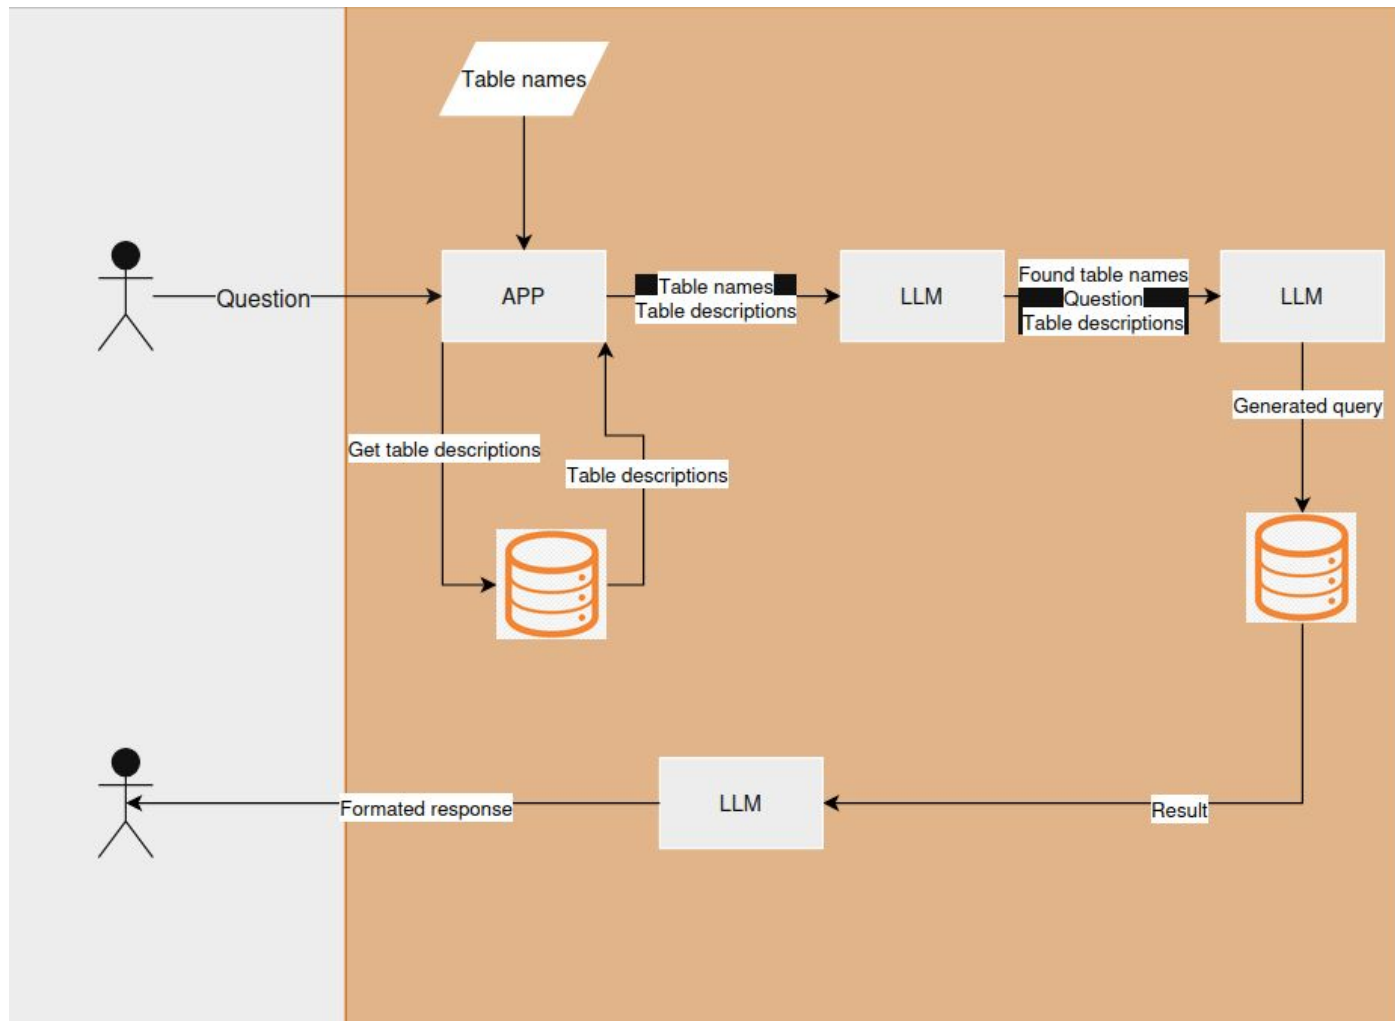 Table names
Question
APP
Table names
Table descriptions
LLM
Found table names
Question
Table descriptions
LLM
Generated query
Get table descriptions
Table descriptions
Formated response
LLM
Result